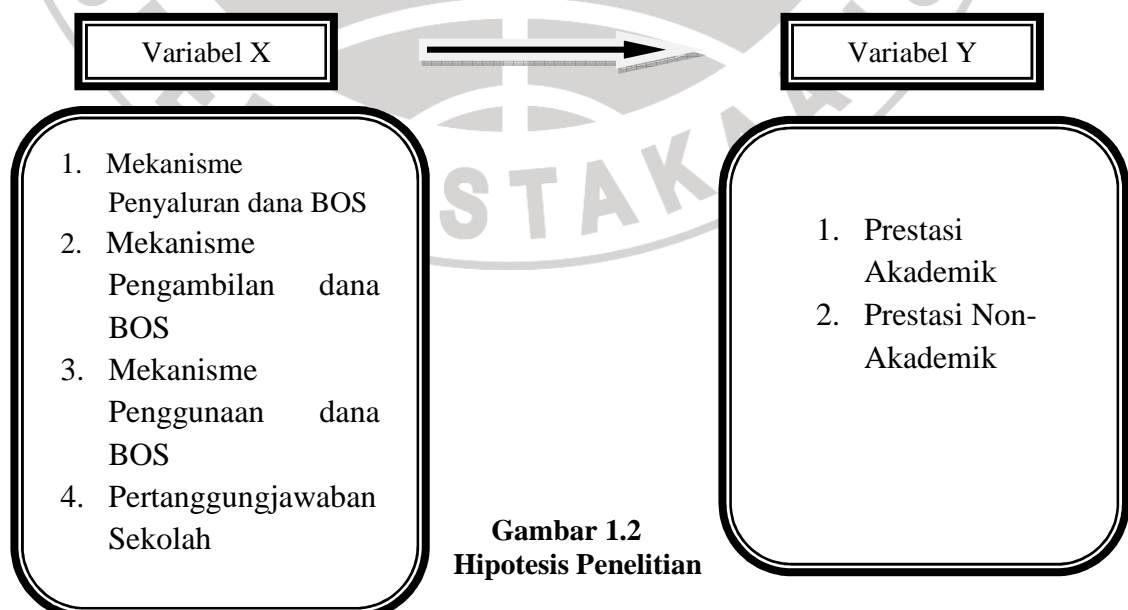 Variabel X
Variabel Y
1. Mekanisme
Penyaluran dana BOS
2. Mekanisme
Pengambilan dana
BOS
3. Mekanisme
Penggunaan dana
BOS
4. Pertanggungjawaban
Sekolah
1. Prestasi
Akademik
2. Prestasi Non-
Akademik
Gambar 1.2
Hipotesis Penelitian